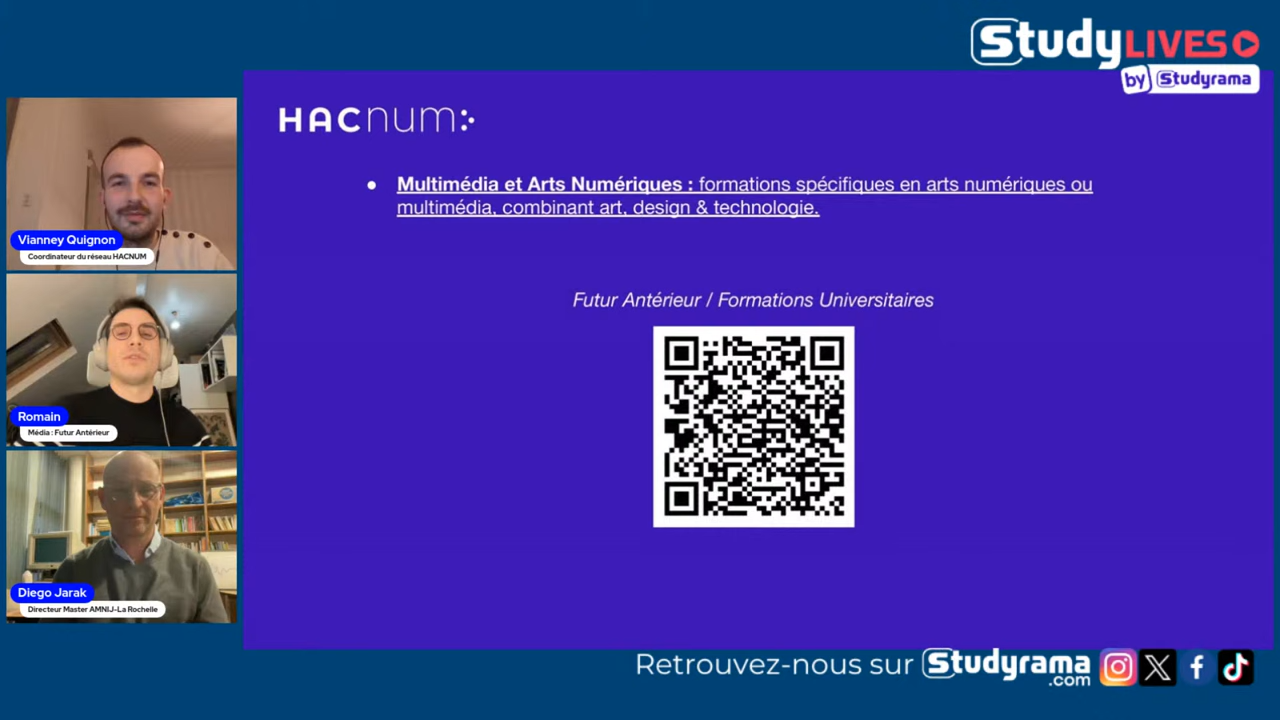 StudyLIVES
by Studyrama
HACnum
Vianney Quignon
Coordinateur du réseau HACNUM
Romain
Média : Futur Antérieur
Diego Jarak
Directeur Master AMNIJ-La Rochelle
• Multimédia et Arts Numériques : formations spécifiques en arts numériques ou
multimédia, combinant art, design & technologie.
Futur Antérieur / Formations Universitaires
Retrouvez-nous sur Studyrama
.com